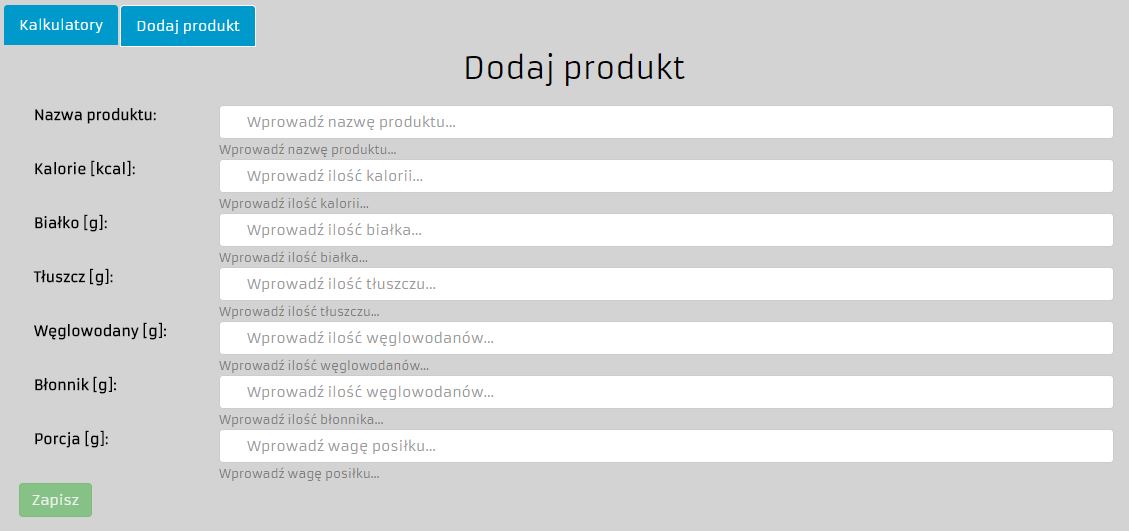 Kalkulatory
Dodaj produkt
Dodaj produkt
Nazwa produktu:
Wprowadź nazwę produktu...
Wprowadź nazwę produktu...
Kalorie [kcal]:
Wprowadź ilość kalorii...
Wprowadź ilość kalorii...
Białko [g]:
Wprowadź ilość białka...
Wprowadź ilość białka...
Tłuszcz [g]:
Wprowadź ilość tłuszczu...
Wprowadź ilość tłuszczu...
Węglowodany [g]:
Wprowadź ilość węglowodanów...
Wprowadź ilość węglowodanów...
Błonnik [g]:
Wprowadź ilość węglowodanów...
Wprowadź ilość błonnika...
Porcja [g]:
Wprowadź wagę posiłku...
Wprowadź wagę posiłku...
Zapisz